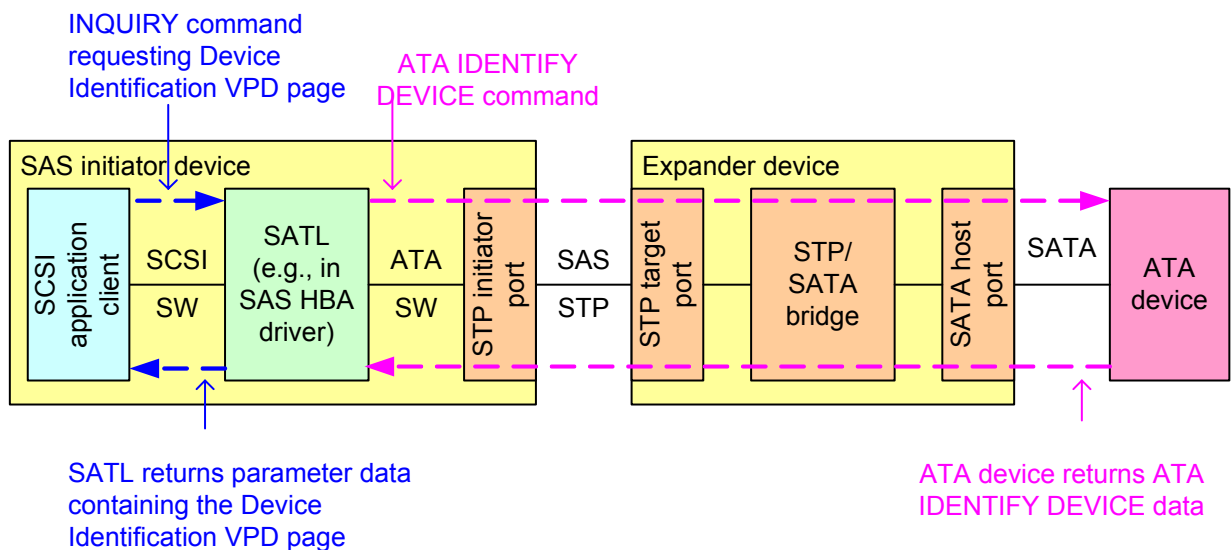 INQUIRY command
requesting Device
Identification VPD page
ATA IDENTIFY
DEVICE command
SAS initiator device
Expander device
SCSI
application
client
SCSI
SW
SATL
(e.g., in
SAS HBA
driver)
ATA
SW
STP initiator
port
SAS
STP
STP target
port
STP/
SATA
bridge
SATA host
port
SATA
ATA
device
SATL returns parameter data
containing the Device
Identification VPD page
ATA device returns ATA
IDENTIFY DEVICE data